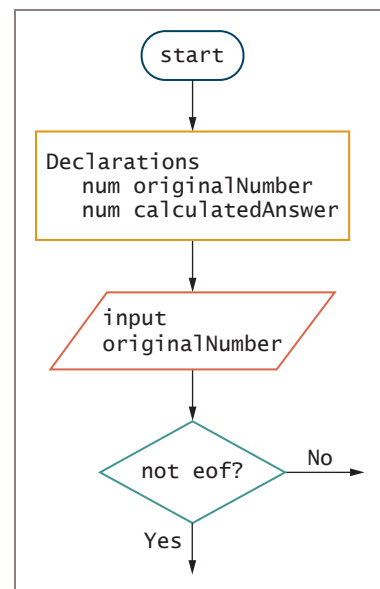 start
Declarations
num originalNumber
num calculatedAnswer
input
originalNumber
not eof?
No
Yes